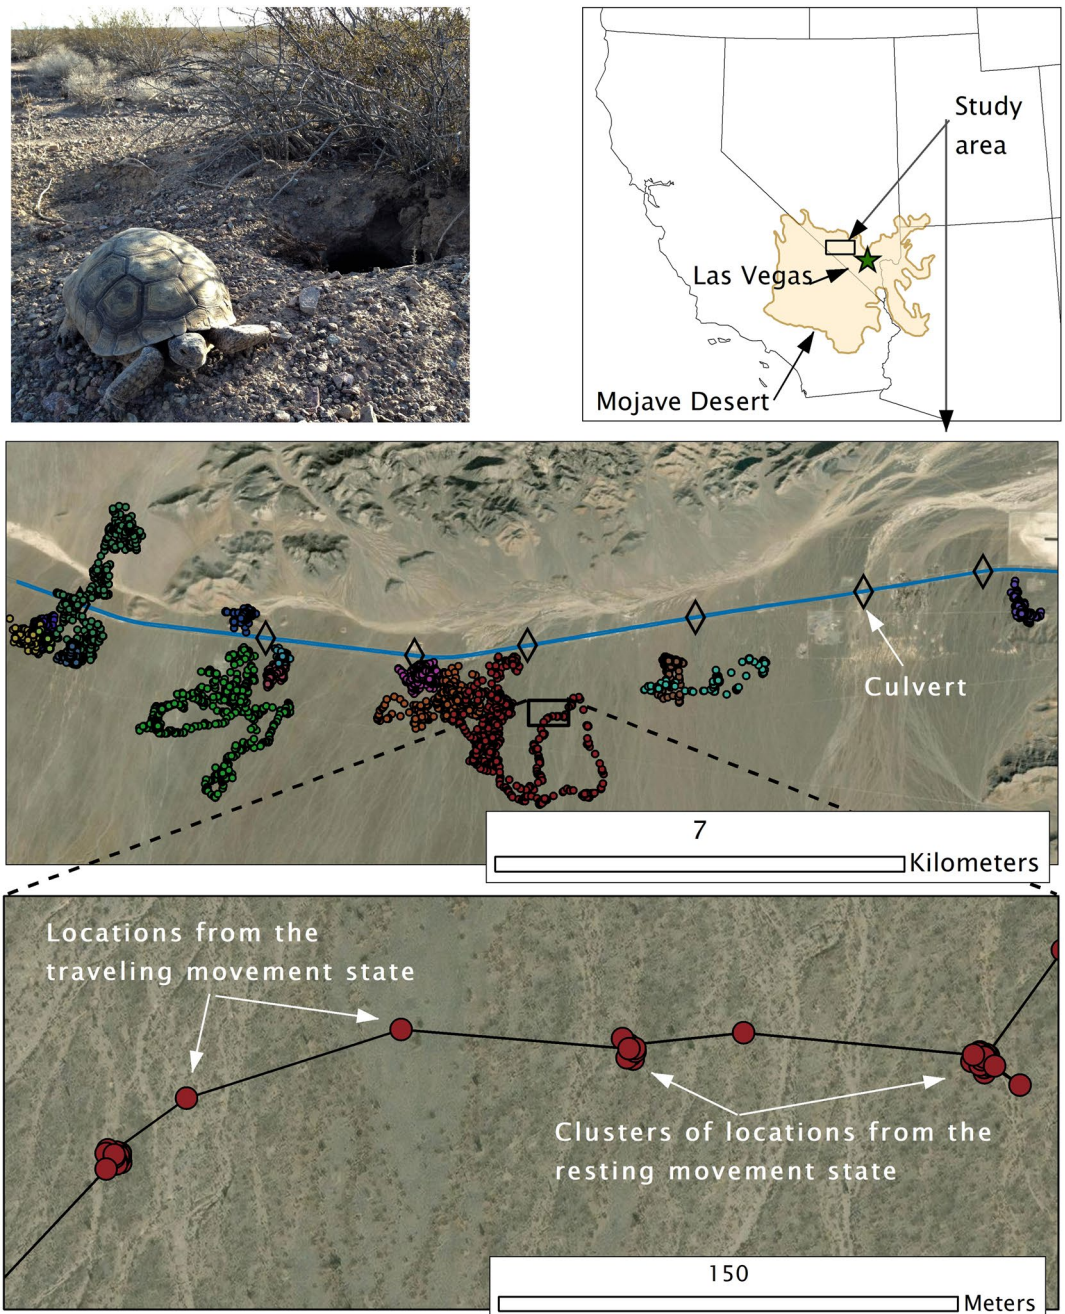 Study
area
Las Vegas
Mojave Desert
Culvert
7
Kilometers
Locations from the
traveling movement state
Clusters of locations from the
resting movement state
150
Meters